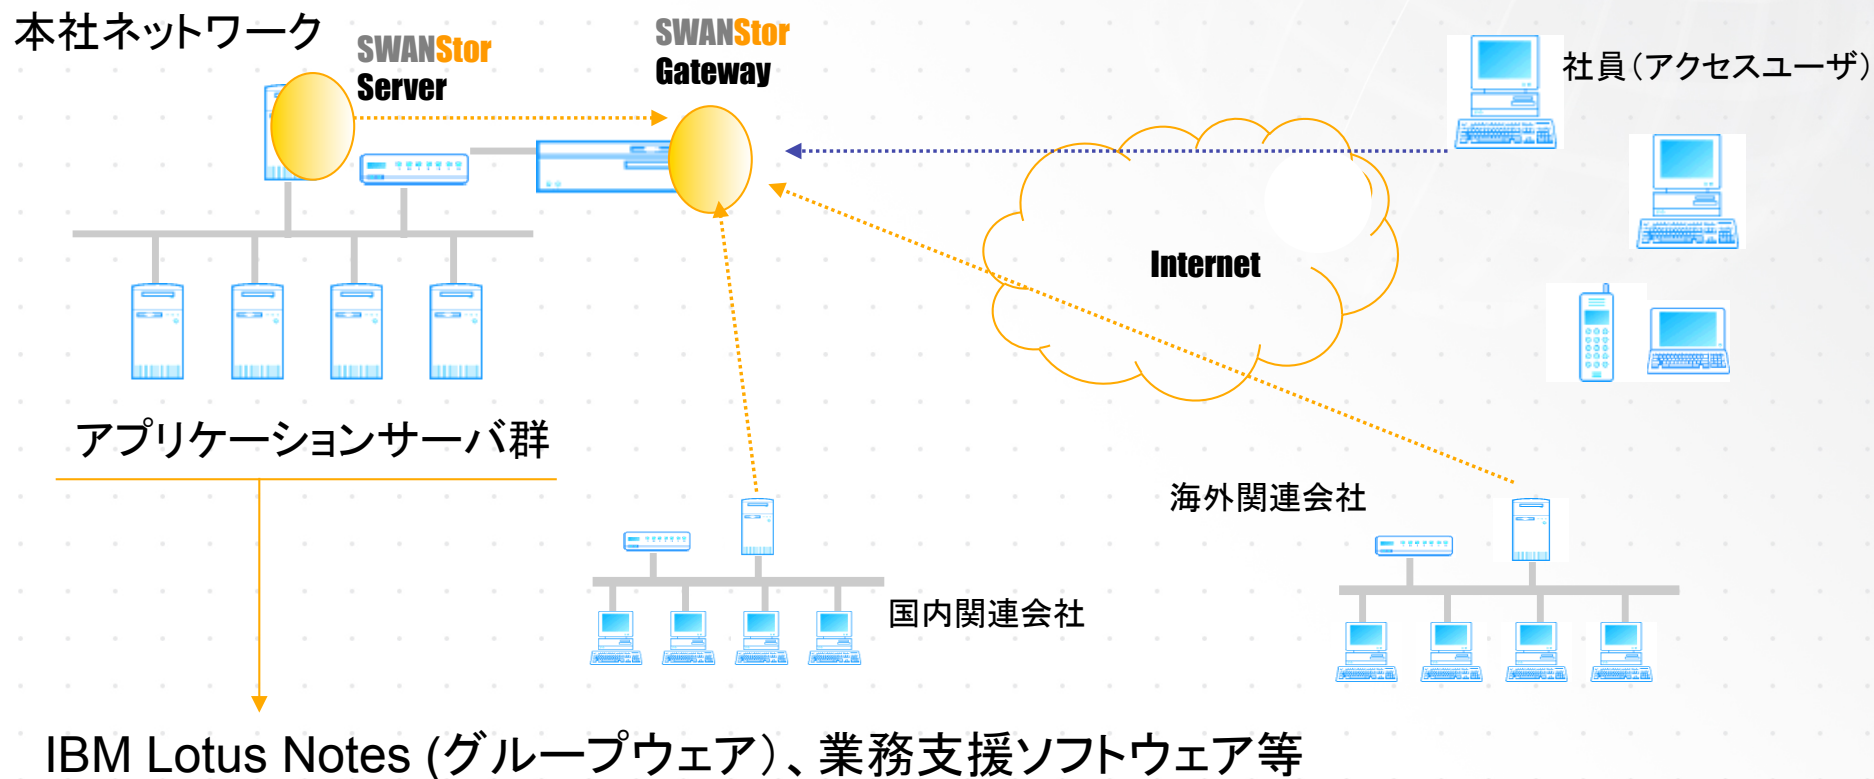 本社ネットワーク
SWANStor
Server
SWANStor
Gateway
社員（アクセスユーザ）
Internet
アプリケーションサーバ群
海外関連会社
国内関連会社
IBM Lotus Notes (グループウェア）、業務支援ソフトウェア等